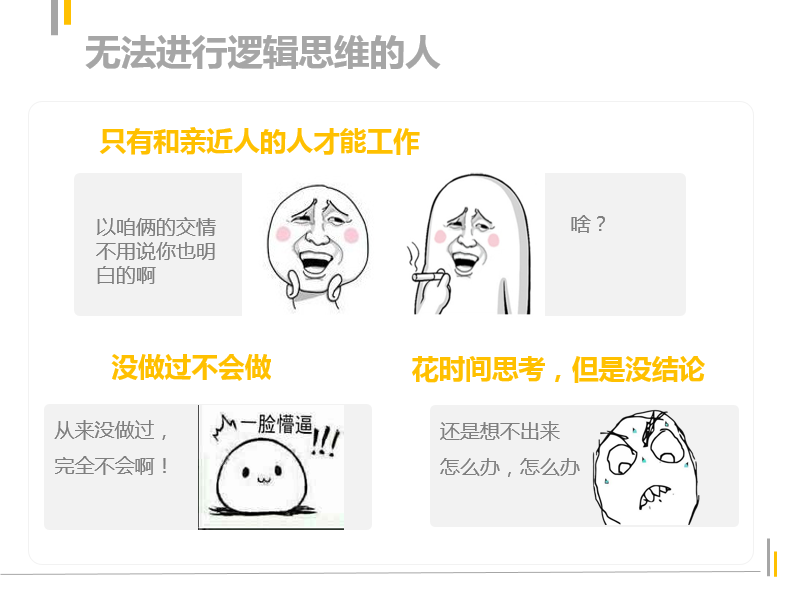 无法进行逻辑思维的人
只有和亲近人的人才能工作
以咱俩的交情
不用说你也明
白的啊
啥？
没做过不会做
花时间思考，但是没结论
从来没做过，
完全不会啊！
一脸懵逼
!!!
还是想不出来
怎么办，怎么办